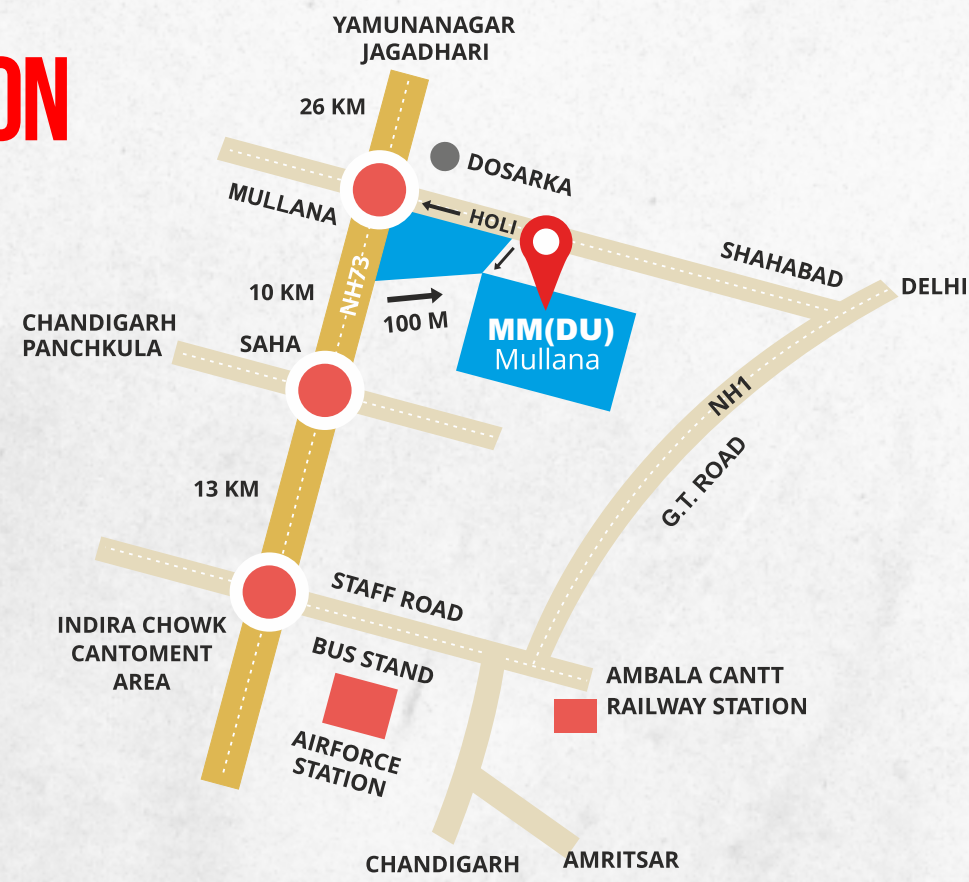 YAMUNANAGAR
JAGADHARI
ON
26 KM
DOSARKA
MULLANA
HOLI
SHAHABAD
DELHI
NH73
10 KM
100 M
CHANDIGARH
PANCHKULA
SAHA
MM(DU)
Mullana
NH1
G.T. ROAD
13 KM
STAFF ROAD
INDIRA CHOWK
CANTOMENT
AREA
BUS STAND
AMBALA CANTT
RAILWAY STATION
AIRFORCE
STATION
CHANDIGARH
AMRITSAR